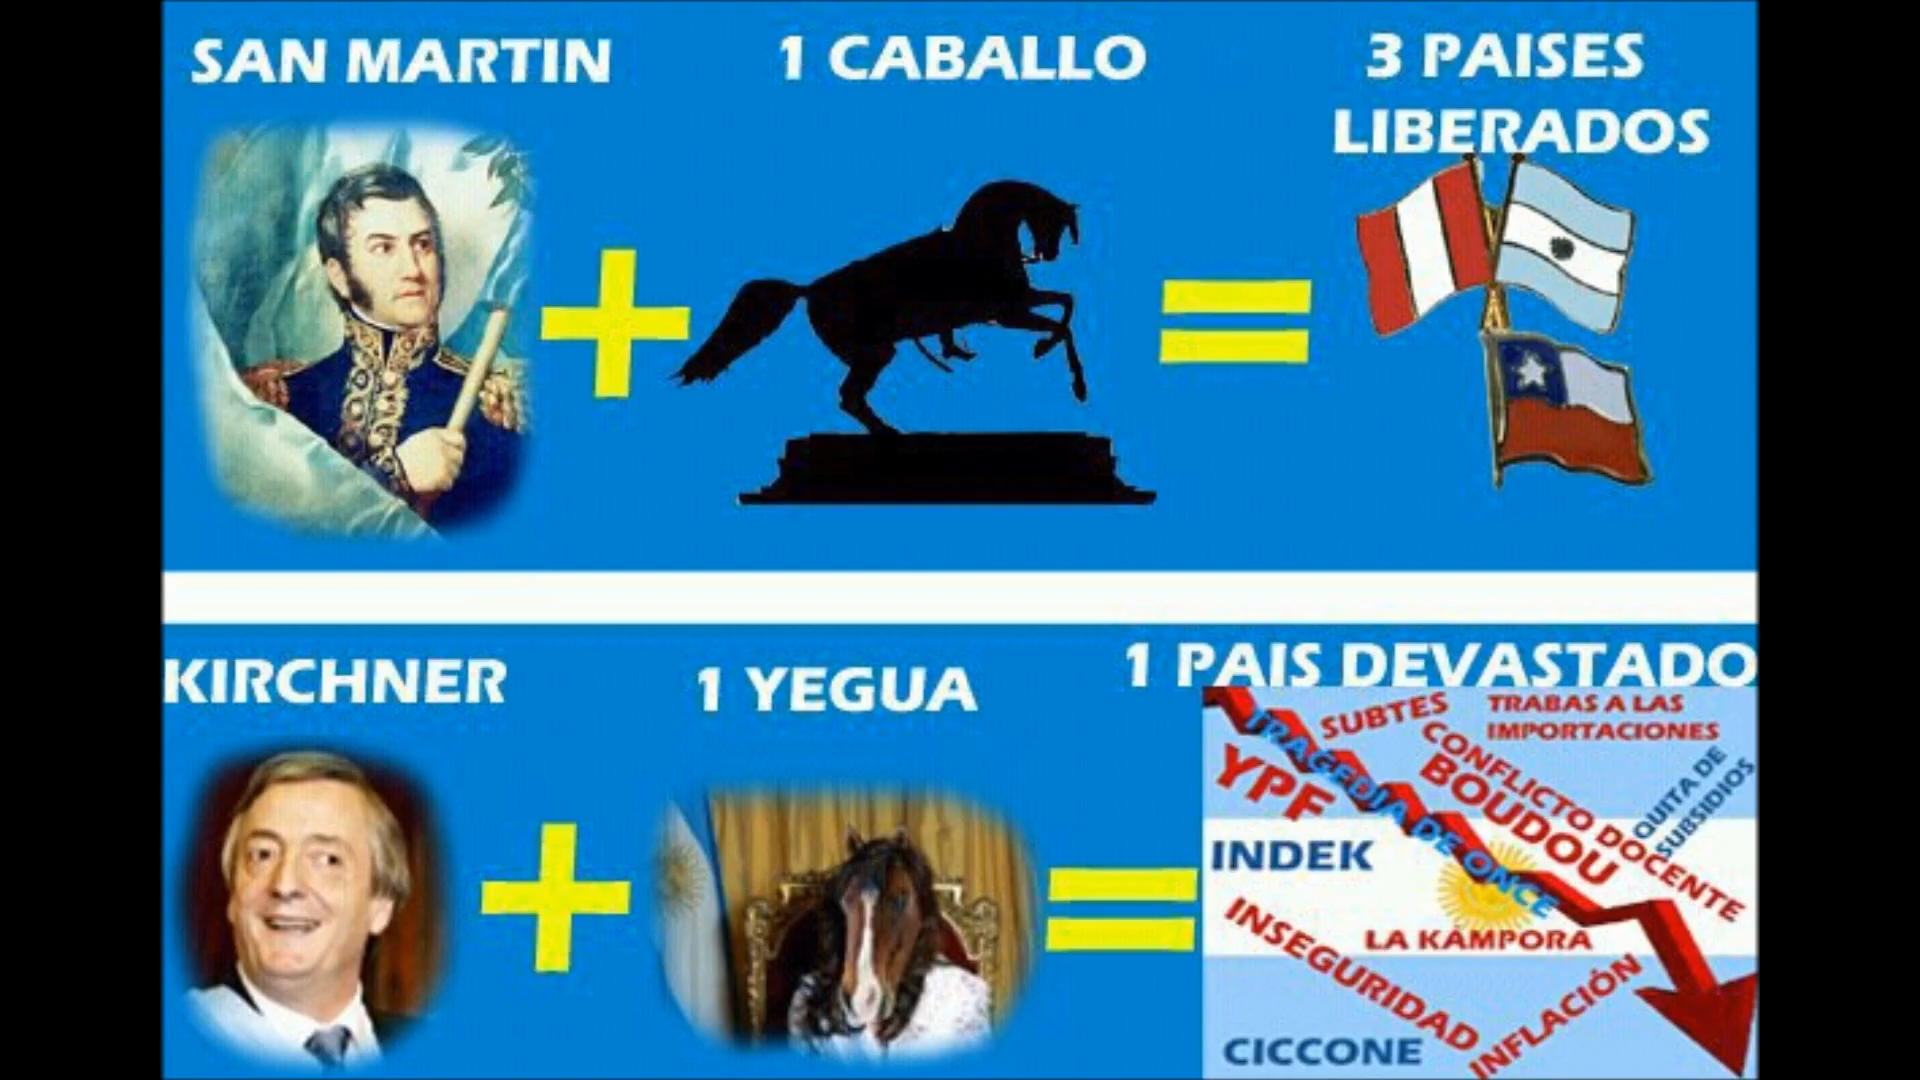 SAN MARTIN
1 CABALLO
3 PAISES
LIBERADOS
KIRCHNER
1 YEGUA
1 PAIS DEVASTADO
SUBTES
TRABAS A LAS
IMPORTACIONES
TRAGEDIA DE ONCE
CONFLICTO DOCENTE
YPF
BOUDOU
QUITA DE
SUBSIDIOS
INDEK
INSEGURIDAD
LA KAMPORA
INFLACIÓN
CICCONE